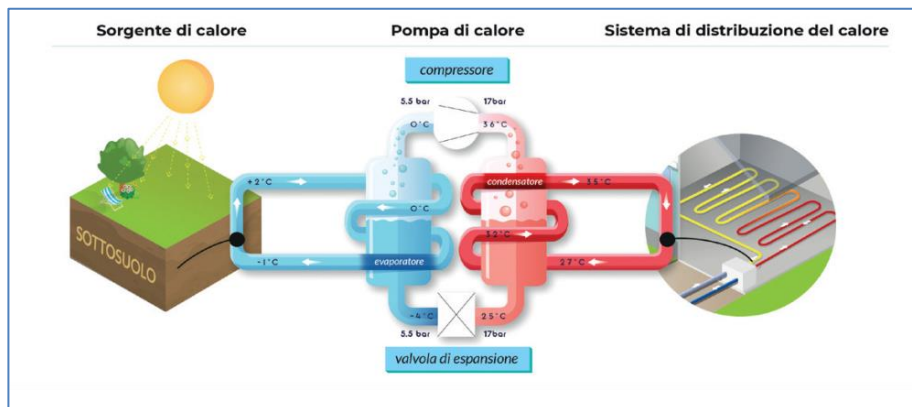 Sorgente di calore
Pompa di calore
Sistema di distribuzione del calore
compressore
5.5 bar
17bar
0°C
36°C
+2°C
condensatore
35°C
0°C
32°C
SOTTOSUOLO
-1°C
evaporatore
27°C
-4°C
25°C
5.5 bar
17bar
valvola di espansione